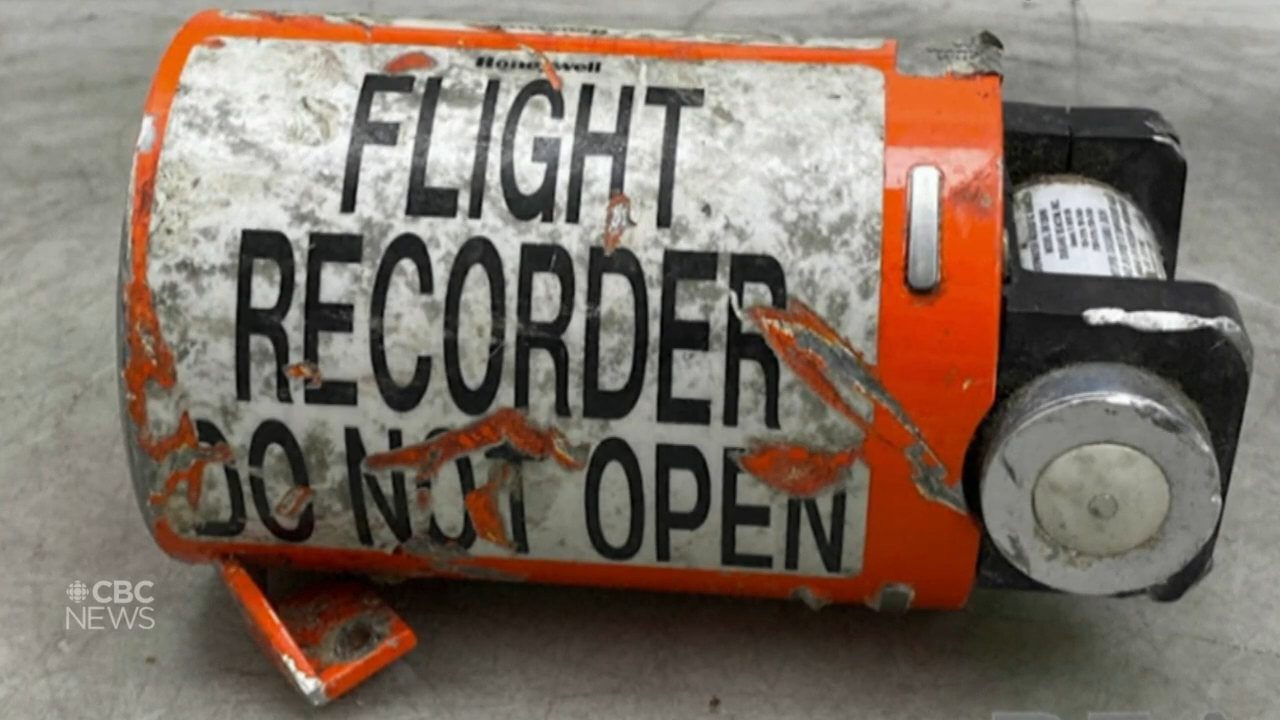 Honeywell
FLIGHT
RECORDER
DO NOT OPEN
CBC
NEWS